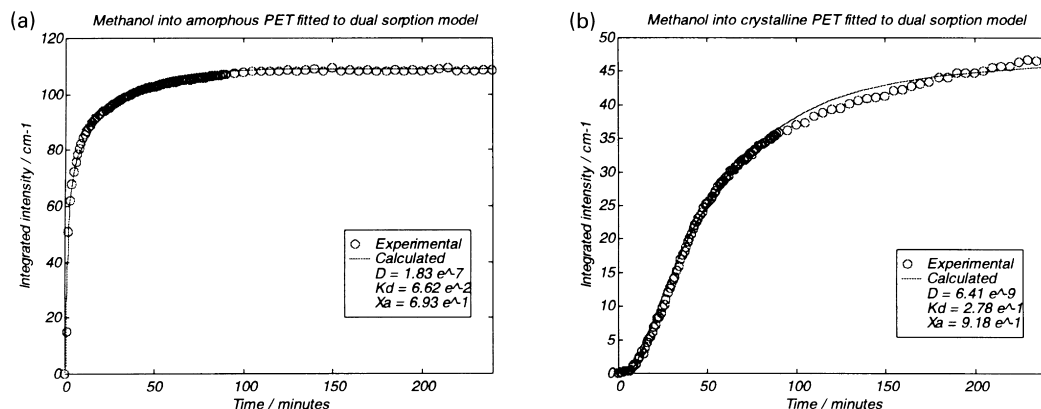 (a)
Methanol into amorphous PET fitted to dual sorption model
120
100
80
60
40
20
0
Integrated intensity / cm-1
0 50 100 150 200
Time / minutes
Experimental
Calculated
D = 1.83 e^-7
Kd = 6.62 e^-2
Xa = 6.93 e^-1
(b)
Methanol into crystalline PET fitted to dual sorption model
50
45
40
35
30
25
20
15
10
5
0
Integrated intensity / cm-1
0 50 100 150 200
Time / minutes
Experimental
Calculated
D = 6.41 e^-9
Kd = 2.78 e^-1
Xa = 9.18 e^-1